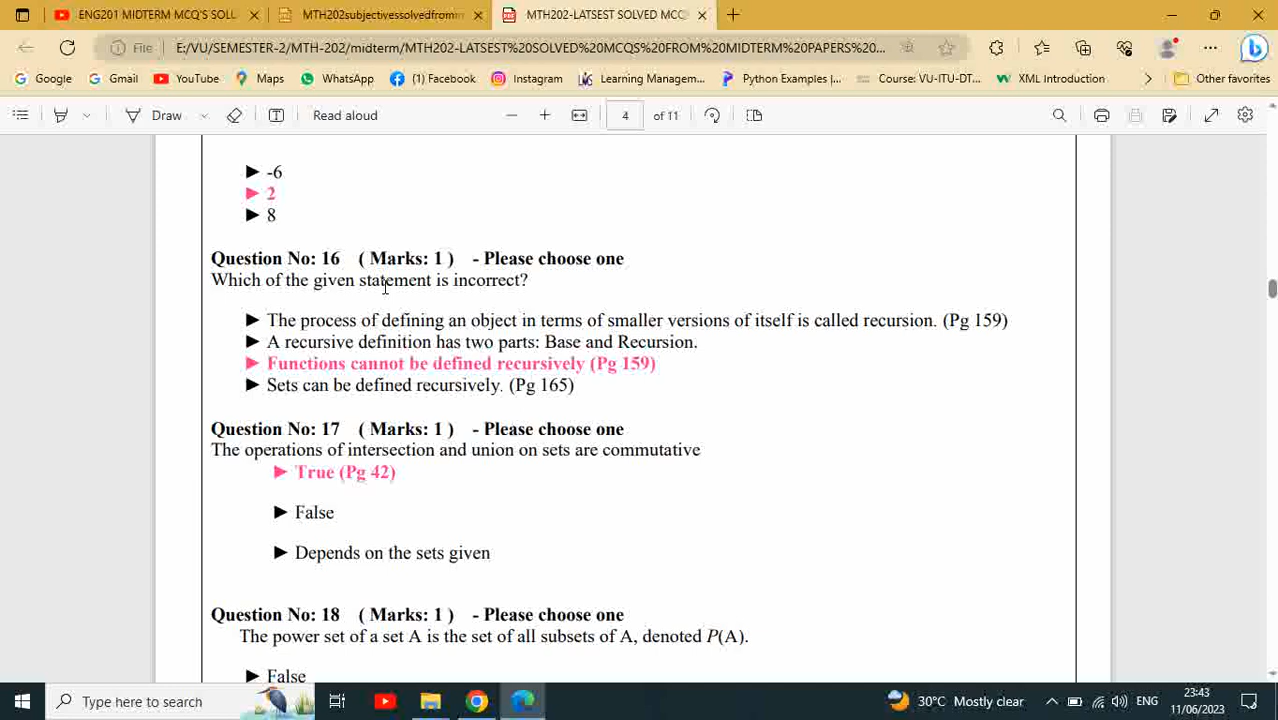 ENG201 MIDTERM MCQ'S SOLU
MTH202subjectivessolvedfrommi
MTH202-LATSEST SOLVED MCQ
File
E:/VU/SEMESTER-2/MTH-202/midterm/MTH202-LATSEST%20SOLVED%20MCQS%20FROM%20MIDTERM%20PAPERS%20...
Google
Gmail
YouTube
Maps
WhatsApp
(1) Facebook
Instagram
Learning Managem...
Python Examples |...
Course: VU-ITU-DT...
XML Introduction
Other favorites
Draw
Read aloud
4 of 11
► -6
► 2
► 8
Question No: 16 ( Marks: 1 ) - Please choose one
Which of the given statement is incorrect?
► The process of defining an object in terms of smaller versions of itself is called recursion. (Pg 159)
► A recursive definition has two parts: Base and Recursion.
► Functions cannot be defined recursively (Pg 159)
► Sets can be defined recursively. (Pg 165)
Question No: 17 ( Marks: 1 ) - Please choose one
The operations of intersection and union on sets are commutative
► True (Pg 42)
► False
► Depends on the sets given
Question No: 18 ( Marks: 1 ) - Please choose one
The power set of a set A is the set of all subsets of A, denoted P(A).
► False
Type here to search
30°C Mostly clear
ENG
23:43
11/06/2023